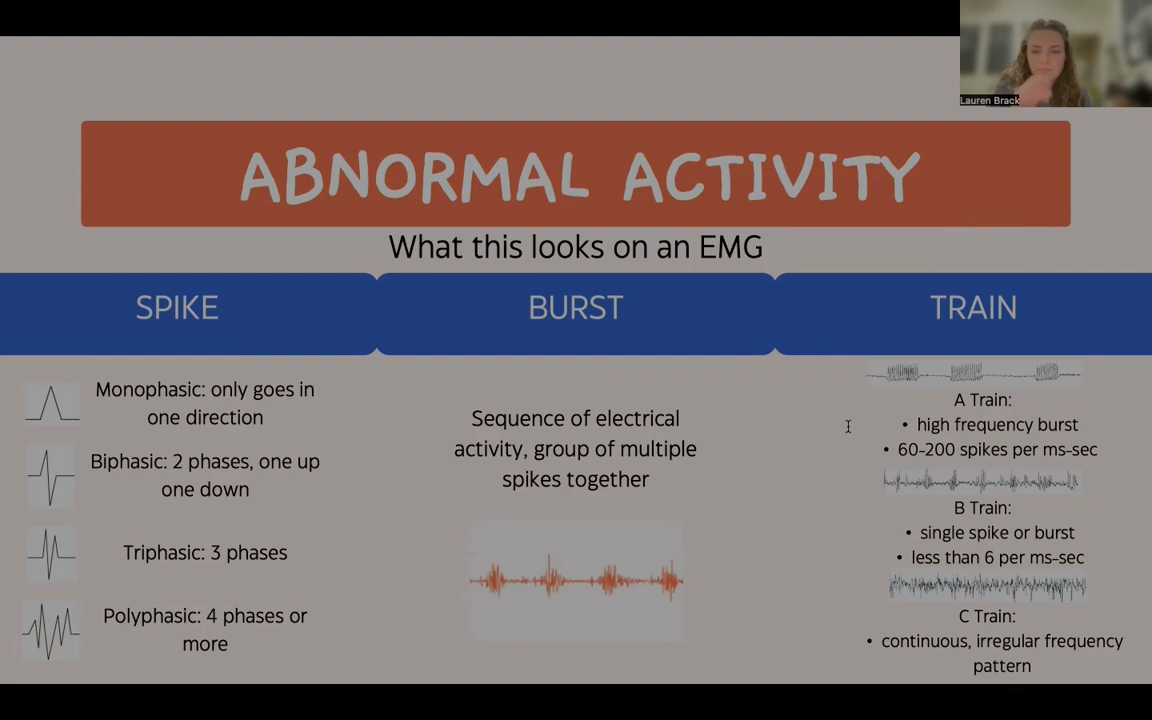 Lauren Brack
ABNORMAL ACTIVITY
What this looks on an EMG
SPIKE
BURST
TRAIN
Monophasic: only goes in
one direction
Biphasic: 2 phases, one up
one down
Triphasic: 3 phases
Polyphasic: 4 phases or
more
Sequence of electrical
activity, group of multiple
spikes together
A Train:
• high frequency burst
• 60-200 spikes per ms-sec
B Train:
• single spike or burst
• less than 6 per ms-sec
C Train:
• continuous, irregular frequency
pattern